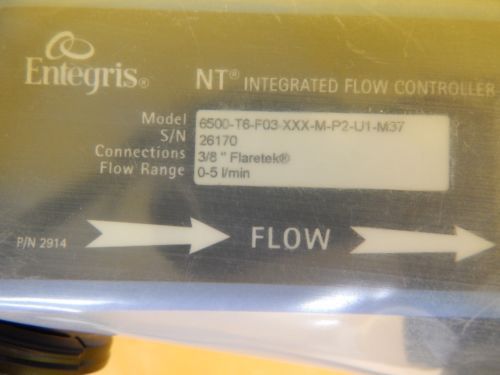 Entegris®
NT® INTEGRATED FLOW CONTROLLER
Model 6500-T6-F03-XXX-M-P2-U1-M37
S/N 26170
Connections 3/8 " Flaretek®
Flow Range 0-5 l/min
P/N 2914 FLOW